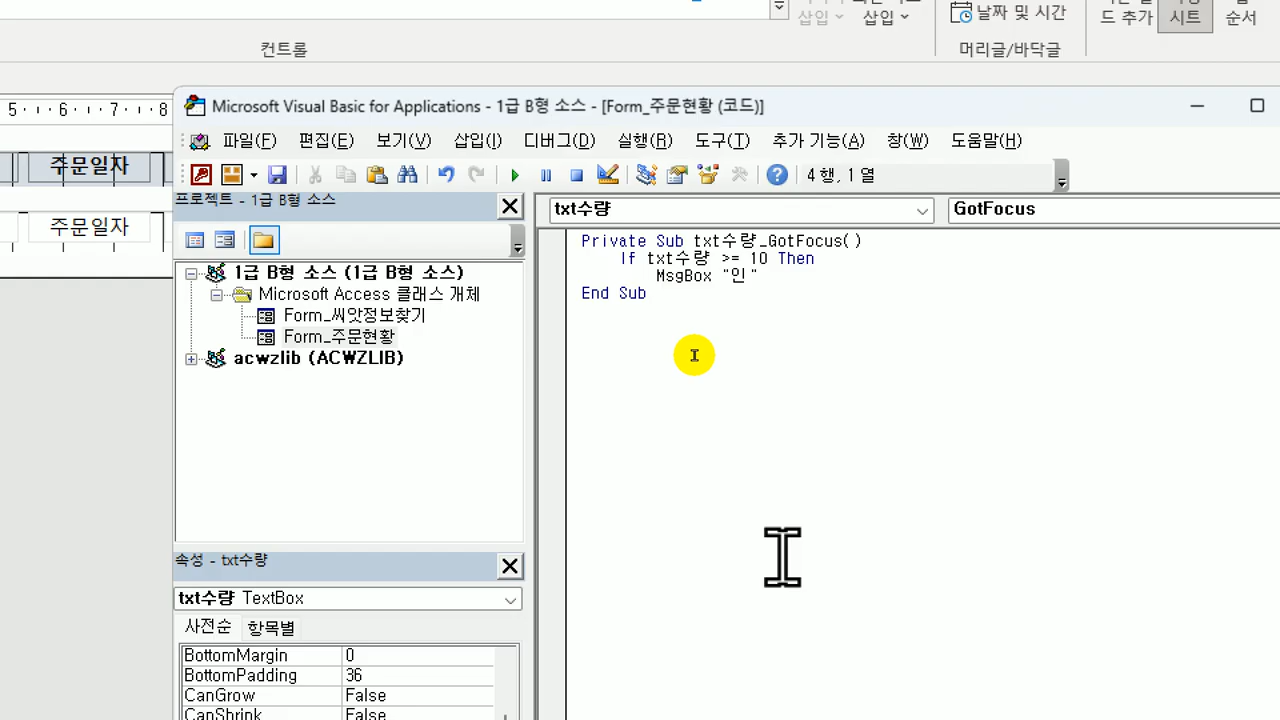 삽입 삽입
날짜 및 시간
드 추가
시트
순서
컨트롤
머리글/바닥글
5 6 7 8
주문일자
주문일자
Microsoft Visual Basic for Applications - 1급 B형 소스 - [Form_주문현황 (코드)]
파일(F) 편집(E) 보기(V) 삽입(I) 디버그(D) 실행(R) 도구(T) 추가 기능(A) 창(W) 도움말(H)
4 행, 1 열
프로젝트 - 1급 B형 소스
1급 B형 소스 (1급 B형 소스)
Microsoft Access 클래스 개체
Form_씨앗정보찾기
Form_주문현황
acwzlib (ACWZLIB)
속성 - txt수량
txt수량 TextBox
사전순 항목별
BottomMargin 0
BottomPadding 36
CanGrow False
CanShrink False
txt수량 GotFocus
Private Sub txt수량_GotFocus()
If txt수량 >= 10 Then
MsgBox "인"
End Sub